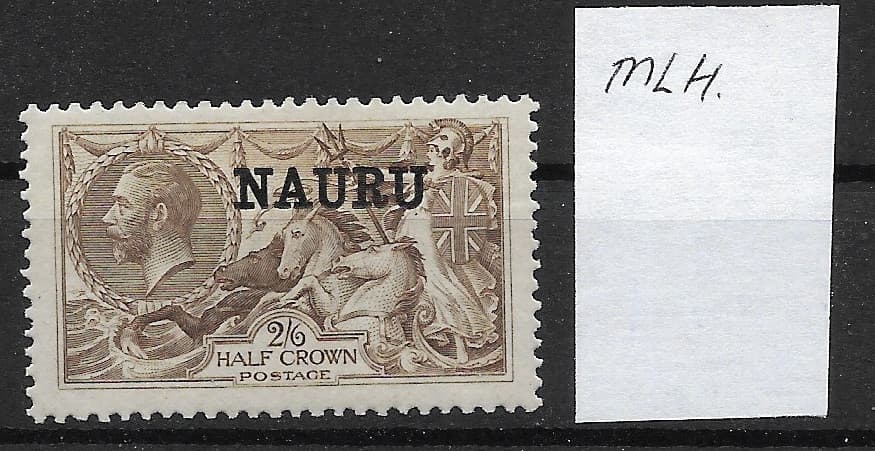 NAURU
2/6
HALF CROWN
POSTAGE
MLH.